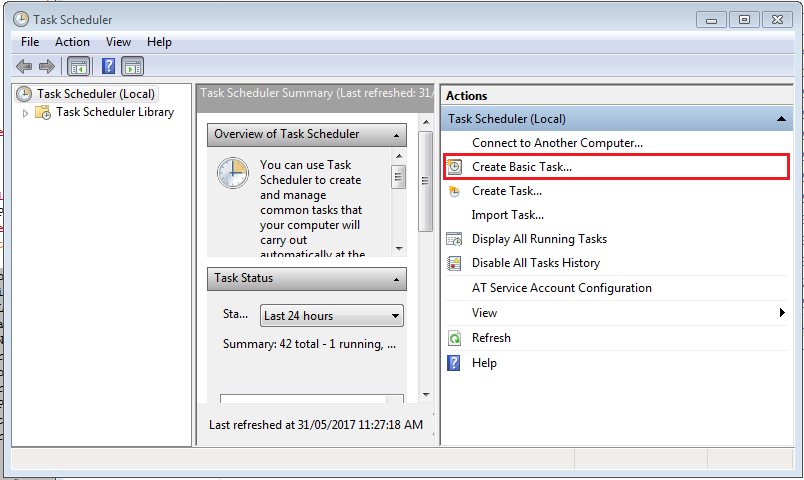 Task Scheduler
File Action View Help
Task Scheduler (Local)
Task Scheduler Library
Task Scheduler Summary (Last refreshed: 31/
Overview of Task Scheduler
You can use Task
Scheduler to create
and manage
common tasks that
your computer will
carry out
automatically at the
Task Status
Sta... Last 24 hours
Summary: 42 total - 1 running, ...
Last refreshed at 31/05/2017 11:27:18 AM
Actions
Task Scheduler (Local)
Connect to Another Computer...
Create Basic Task...
Create Task...
Import Task...
Display All Running Tasks
Disable All Tasks History
AT Service Account Configuration
View
Refresh
Help